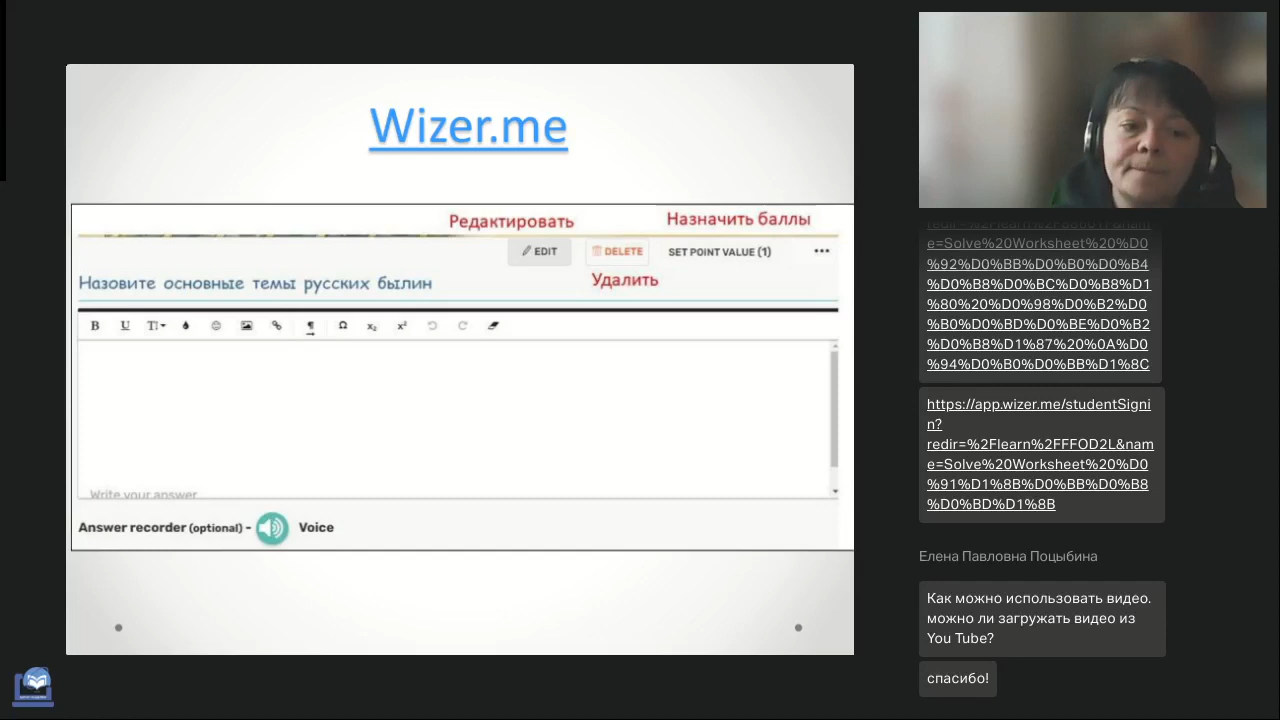 Wizer.me
Редактировать
Назначить баллы
EDIT
DELETE
SET POINT VALUE (1)
Назовите основные темы русских былин
Удалить
B U TI Ω x₂ x²
Write your answer
Answer recorder (optional) - Voice
e=Solve%20Worksheet%20%D0
%92%D0%BB%D0%B0%D0%B4
%D0%B8%D0%BC%D0%B8%D1
%80%20%D0%98%D0%B2%D0
%B0%D0%BD%D0%BE%D0%B2
%D0%B8%D1%87%20%0A%D0
%94%D0%B0%D0%BB%D1%8C
https://app.wizer.me/studentSigni
n?
redir=%2Flearn%2FFFOD2L&nam
e=Solve%20Worksheet%20%D0
%91%D1%8B%D0%BB%D0%B8
%D0%BD%D1%8B
Елена Павловна Поцыбина
Как можно использовать видео.
можно ли загружать видео из
You Tube?
спасибо!